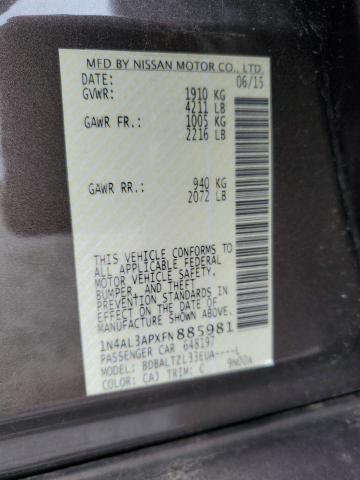 MFD BY NISSAN MOTOR CO., LTD.
DATE: 06/15
GVWR: 1910 KG
4211 LB
GAWR FR.: 1005 KG
2216 LB
GAWR RR.: 940 KG
2072 LB
THIS VEHICLE CONFORMS TO
ALL APPLICABLE FEDERAL
MOTOR VEHICLE SAFETY,
BUMPER, AND THEFT
PREVENTION STANDARDS IN
EFFECT ON THE DATE OF
MANUFACTURE SHOWN ABOVE.
1N4AL3APXFN885981
PASSENGER CAR 648197
MODEL: BDBALTZL33EUA----L
COLOR: CAJ TRIM: C 9N00A